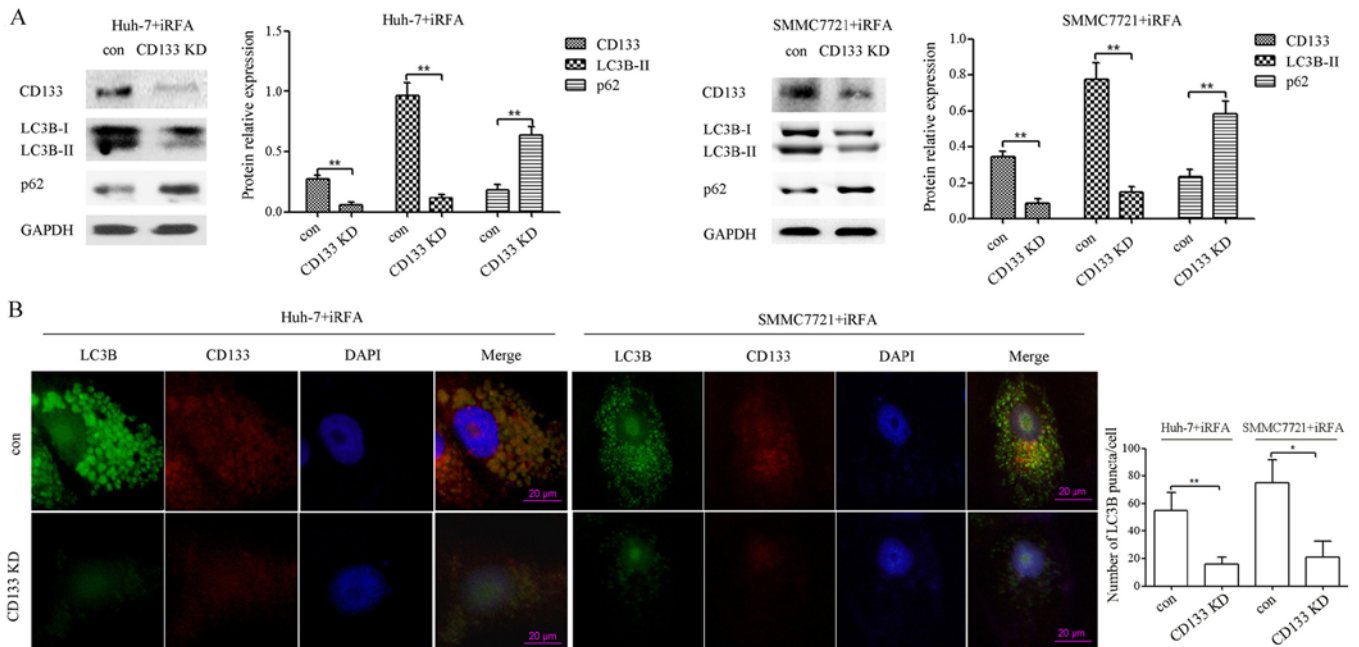 A
Huh-7+iRFA
con CD133 KD
CD133
LC3B-I
LC3B-II
p62
GAPDH
Huh-7+iRFA
Protein relative expression
1.5
1.0
0.5
0.0
**
**
**
con
CD133 KD
con
CD133 KD
con
CD133 KD
CD133
LC3B-II
p62
SMMC7721+iRFA
con CD133 KD
CD133
LC3B-I
LC3B-II
p62
GAPDH
SMMC7721+iRFA
Protein relative expression
1.0
0.8
0.6
0.4
0.2
0.0
**
**
**
con
CD133 KD
con
CD133 KD
con
CD133 KD
CD133
LC3B-II
p62
B
Huh-7+iRFA
SMMC7721+iRFA
LC3B CD133 DAPI Merge LC3B CD133 DAPI Merge
con
20 µm
20 µm
CD133 KD
20 µm
20 µm
Huh-7+iRFA SMMC7721+iRFA
Number of LC3B puncta/cell
100
80
60
40
20
0
**
*
con
CD133 KD
con
CD133 KD